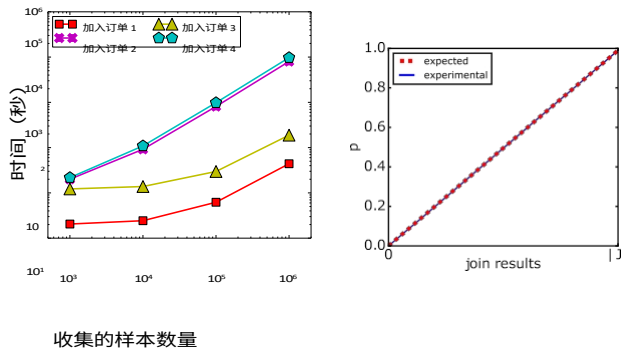 10⁶
加入订单 1 加入订单 3
加入订单 2 加入订单 4
10⁵
10⁴
10³
2
10
10¹
时间（秒）
10³ 10⁴ 10⁵ 10⁶
收集的样本数量
1.0
0.8
0.6
0.4
0.2
0.0
p
expected
experimental
0 | J
join results